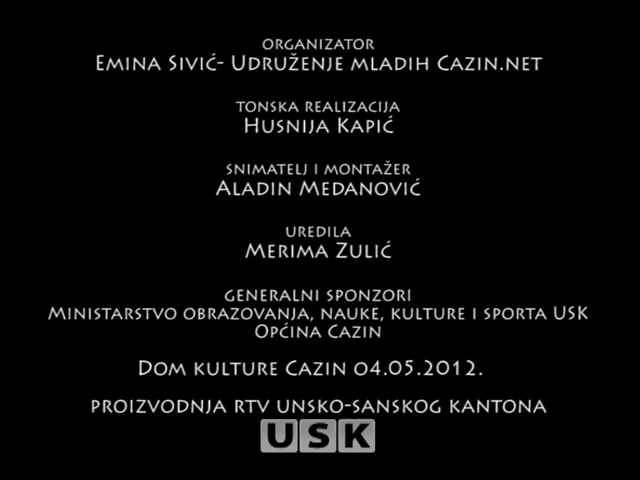 ORGANIZATOR
EMINA SIVIĆ- UDRUŽENJE MLADIH CAZIN.NET
TONSKA REALIZACIJA
HUSNIJA KAPIĆ
SNIMATELJ I MONTAŽER
ALADIN MEDANOVIĆ
UREDILA
MERIMA ZULIĆ
GENERALNI SPONZORI
MINISTARSTVO OBRAZOVANJA, NAUKE, KULTURE I SPORTA USK
OPĆINA CAZIN
DOM KULTURE CAZIN 04.05.2012.
PROIZVODNJA RTV UNSKO-SANSKOG KANTONA
USK